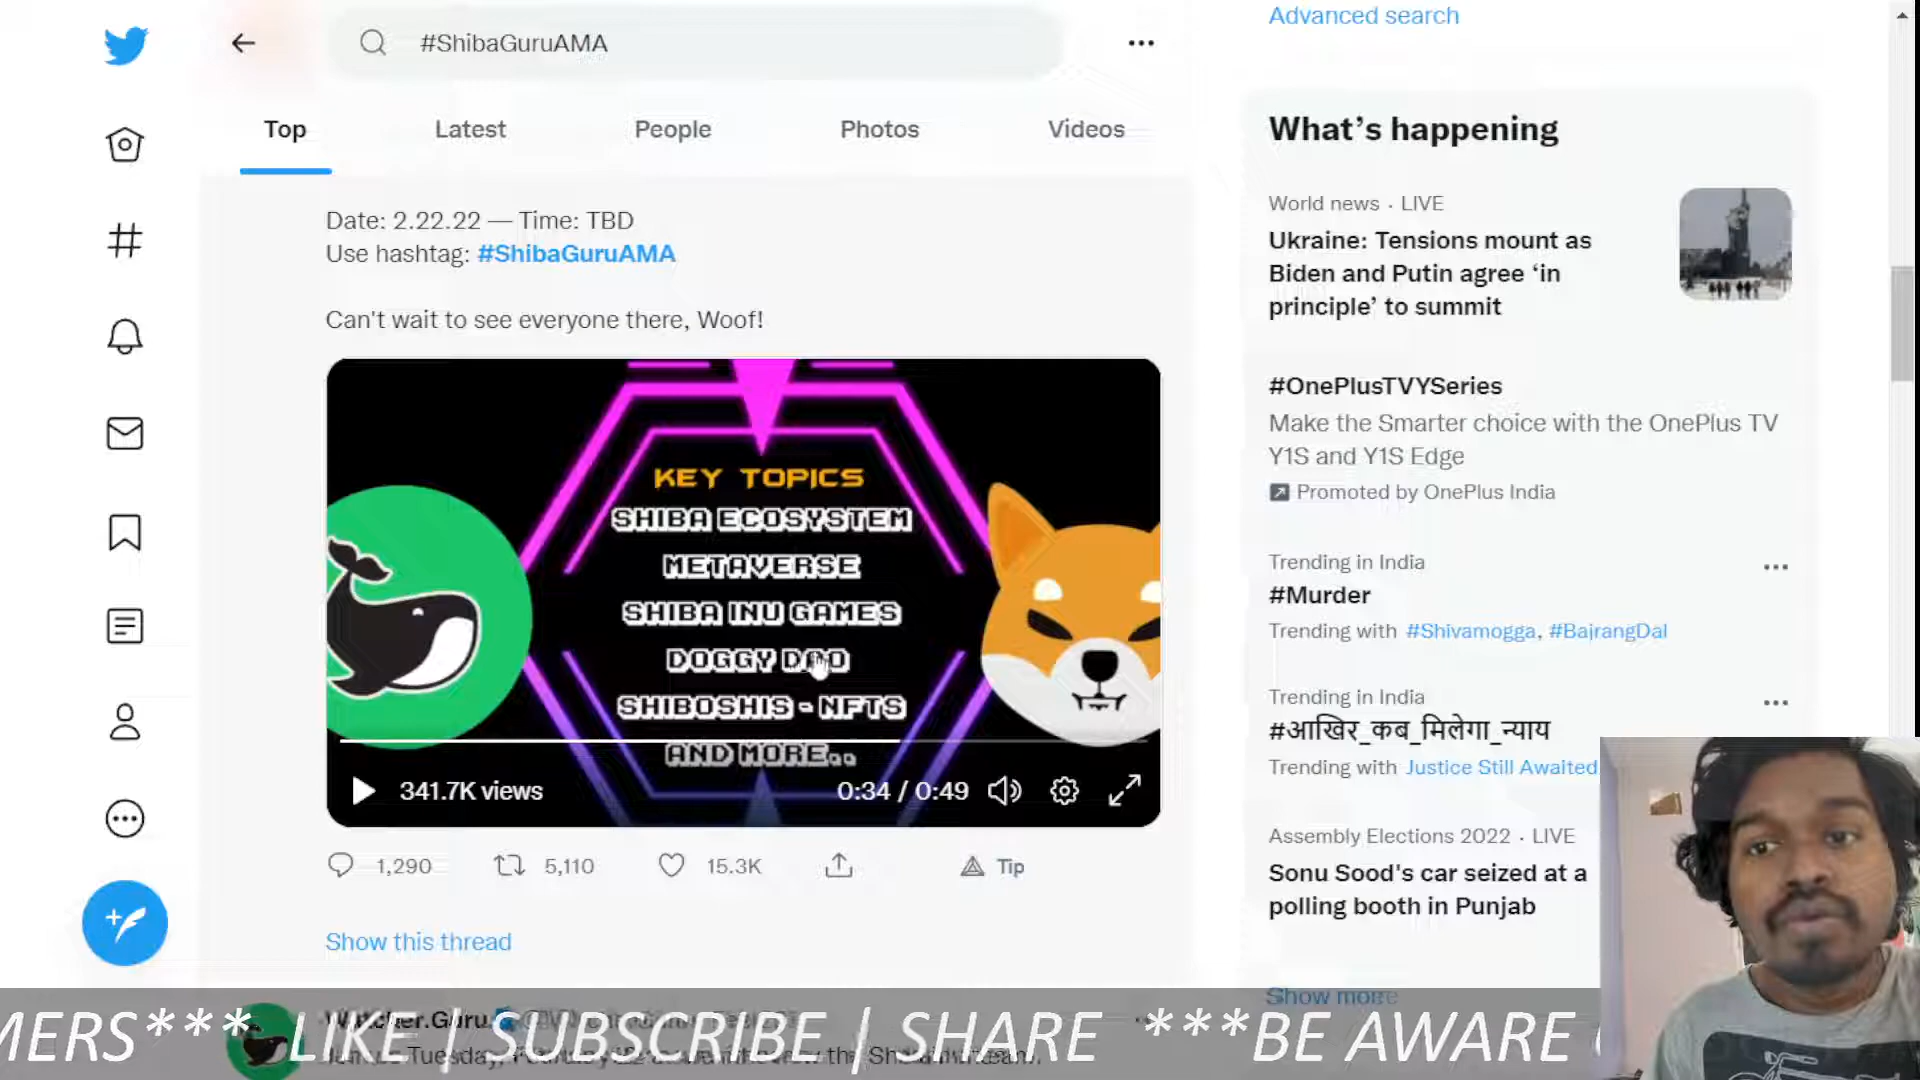 #ShibaGuruAMA
Advanced search
Top
Latest
People
Photos
Videos
Date: 2.22.22 — Time: TBD
Use hashtag: #ShibaGuruAMA
Can't wait to see everyone there, Woof!
KEY TOPICS
SHIBA ECOSYSTEM
METAVERSE
SHIBA INU GAMES
DOGGY DAO
SHIBOSHIS - NFTS
AND MORE..
341.7K views
0:34 / 0:49
1,290
5,110
15.3K
Tip
Show this thread
What's happening
World news · LIVE
Ukraine: Tensions mount as
Biden and Putin agree ‘in
principle’ to summit
#OnePlusTVYSeries
Make the Smarter choice with the OnePlus TV
Y1S and Y1S Edge
Promoted by OnePlus India
Trending in India
#Murder
Trending with #Shivamogga, #BajrangDal
Trending in India
#आखिर_कब_मिलेगा_न्याय
Trending with Justice Still Awaited
Assembly Elections 2022 · LIVE
Sonu Sood's car seized at a
polling booth in Punjab
Show more
Watcher.Guru
Tuesday,
MERS*** LIKE | SUBSCRIBE | SHARE ***BE AWARE